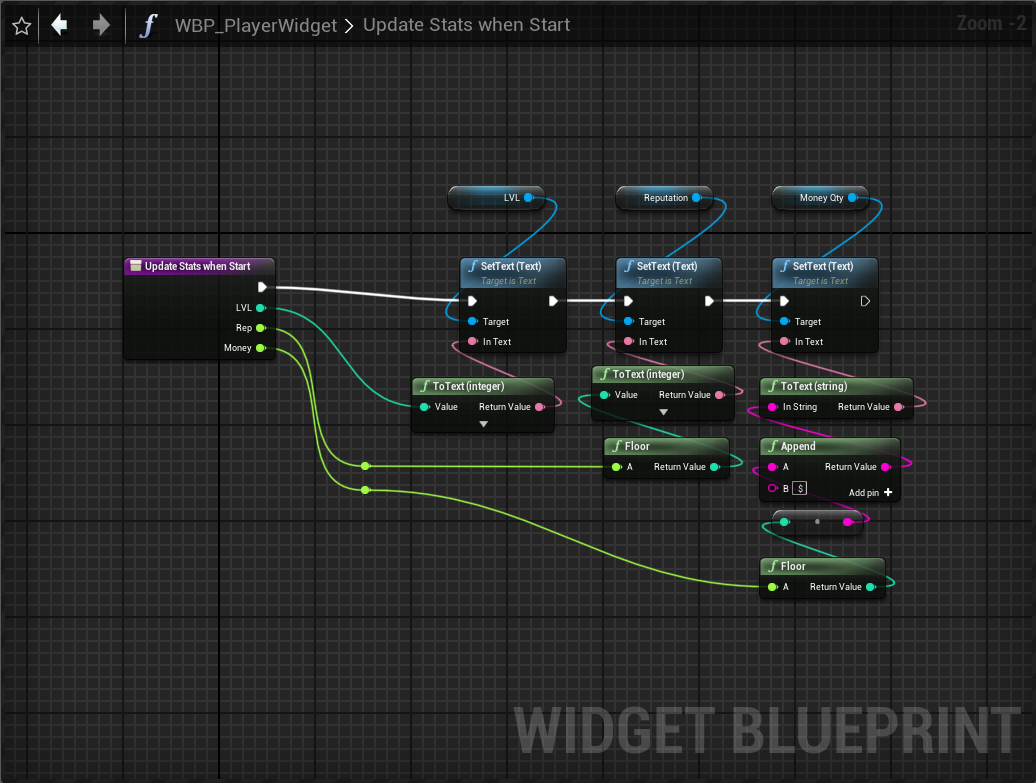 WBP_PlayerWidget > Update Stats when Start
Zoom -2
LVL
Reputation
Money Qty
Update Stats when Start
LVL
Rep
Money
SetText (Text)
Target is Text
Target
In Text
SetText (Text)
Target is Text
Target
In Text
SetText (Text)
Target is Text
Target
In Text
ToText (integer)
Value Return Value
ToText (integer)
Value Return Value
ToText (string)
In String Return Value
Floor
A Return Value
Append
A Return Value
B $
Add pin +
Floor
A Return Value
WIDGET BLUEPRINT